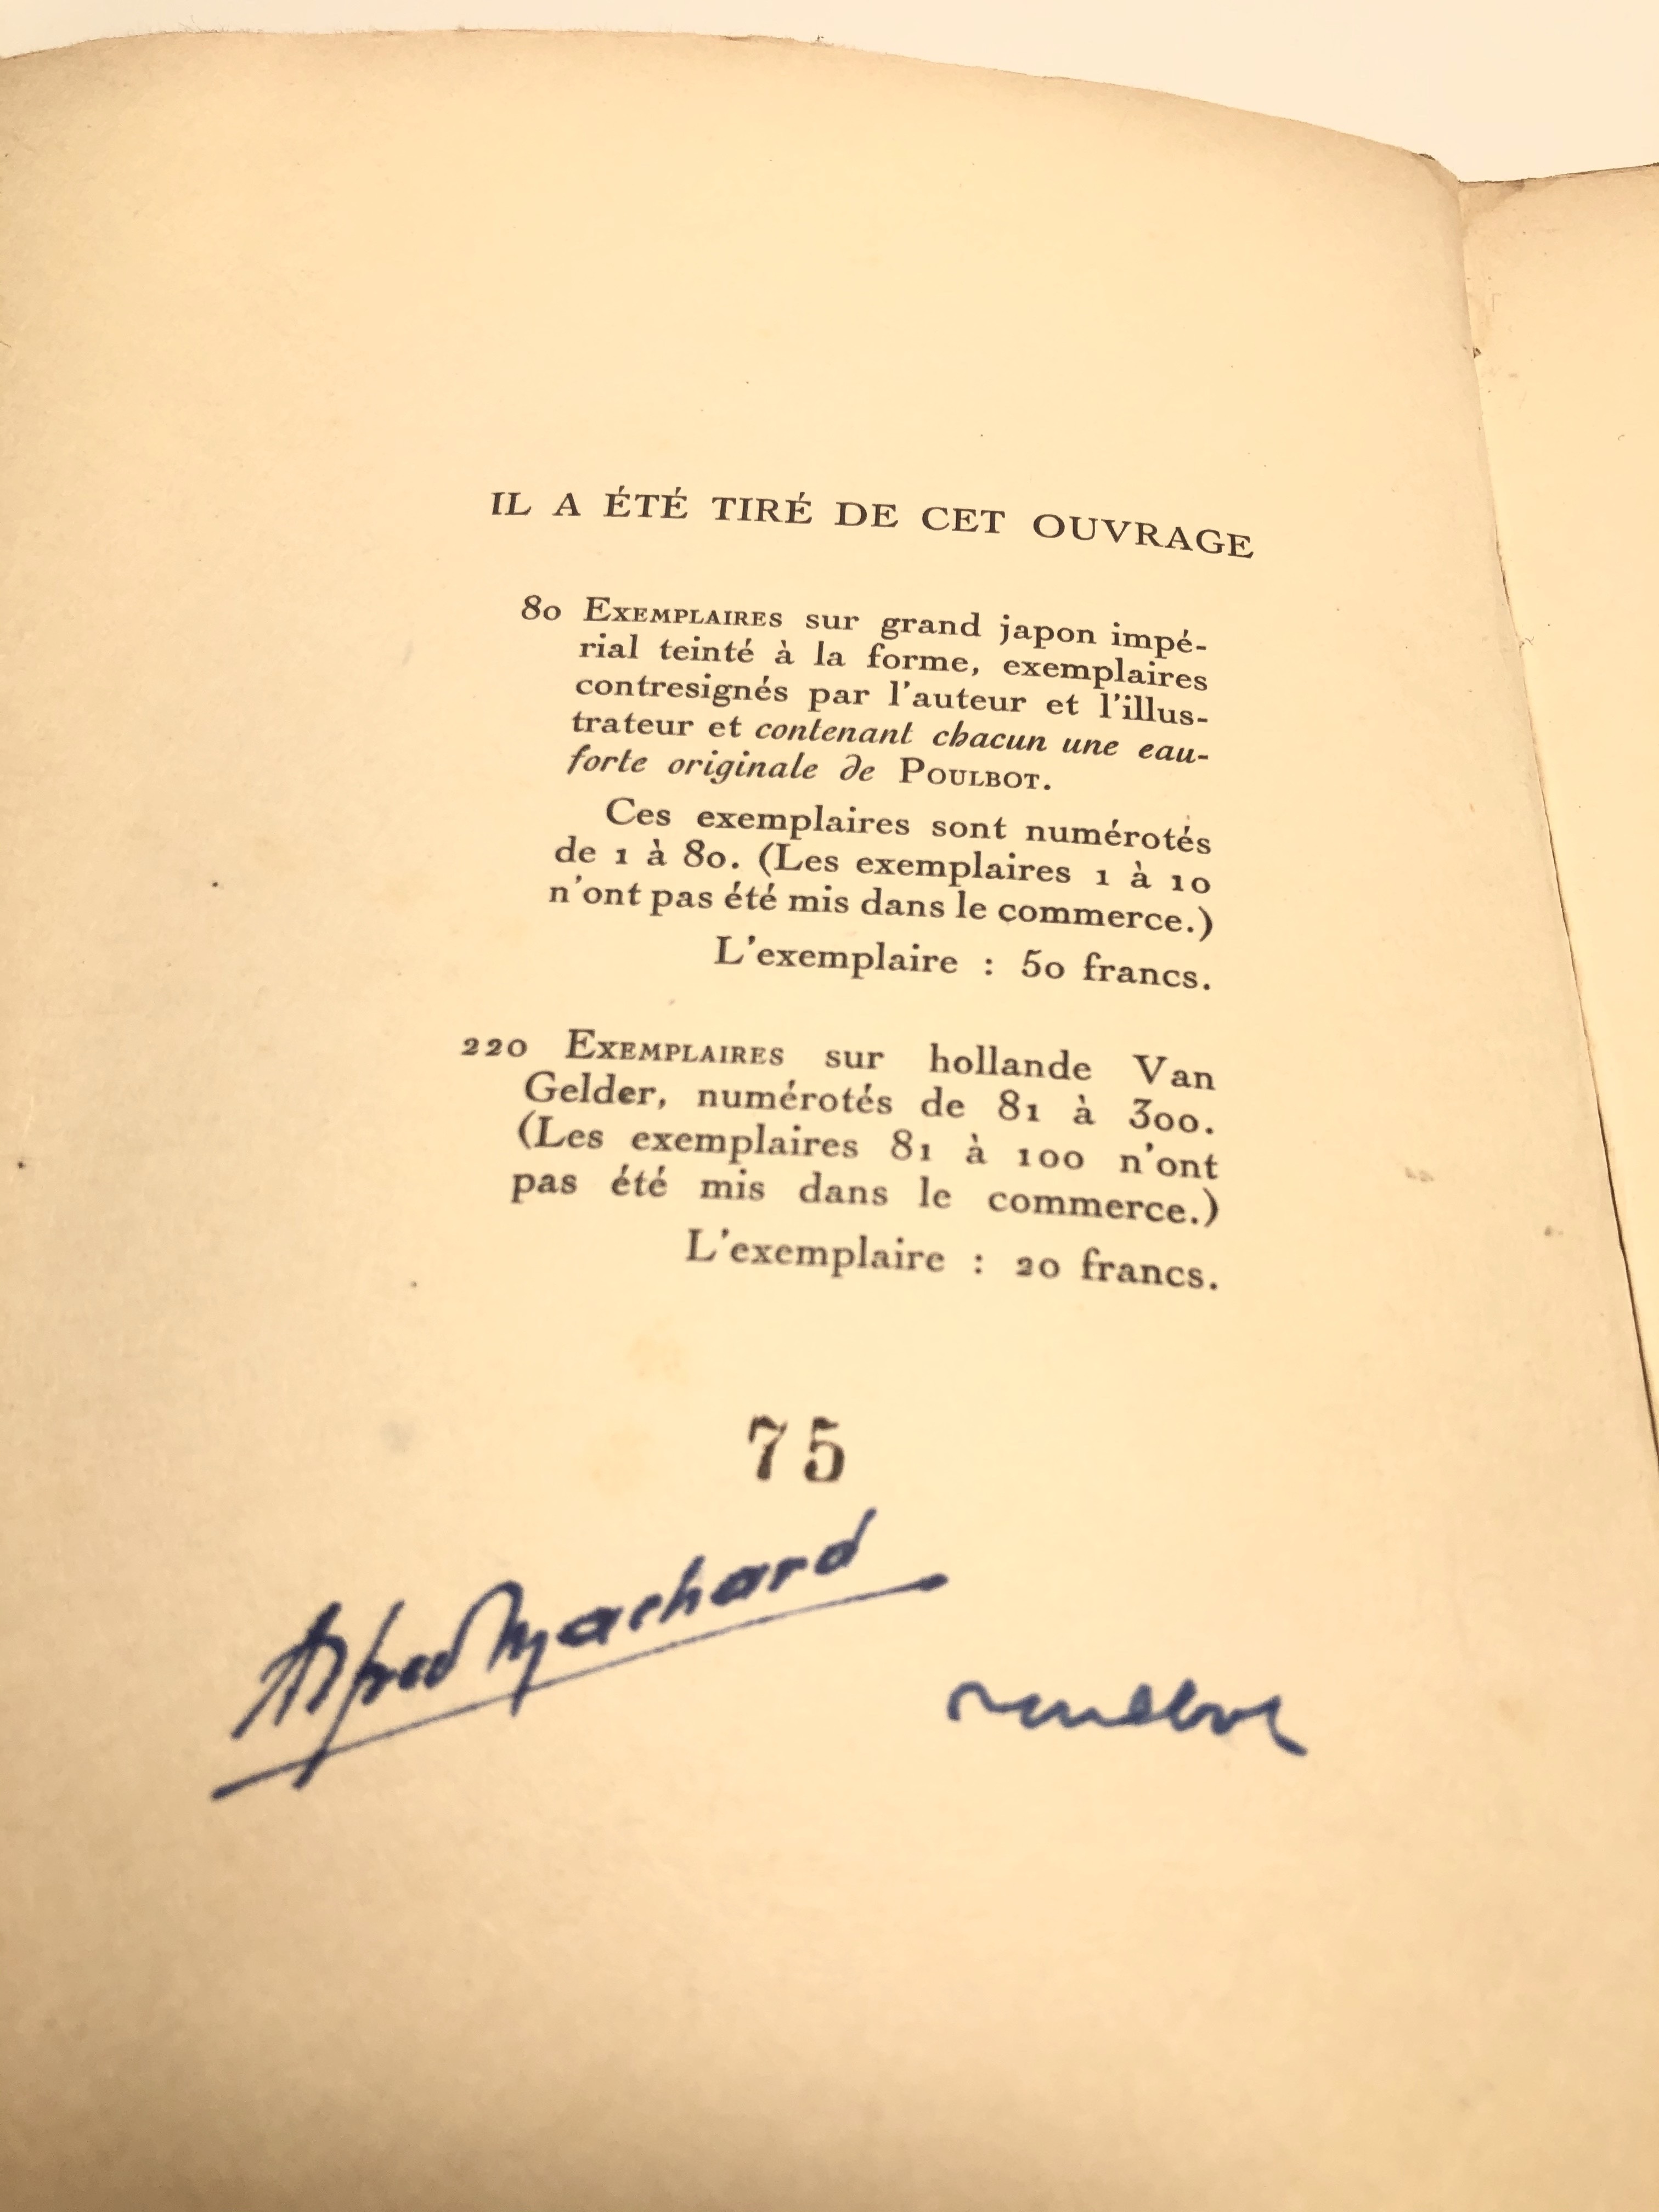 IL A ÉTÉ TIRÉ DE CET OUVRAGE
80 EXEMPLAIRES sur grand japon impé-
rial teinté à la forme, exemplaires
contresignés par l'auteur et l'illus-
trateur et contenant chacun une eau-
forte originale de POULBOT.
Ces exemplaires sont numérotés
de 1 à 80. (Les exemplaires 1 à 10
n'ont pas été mis dans le commerce.)
L'exemplaire : 50 francs.
220 EXEMPLAIRES sur hollande Van
Gelder, numérotés de 81 à 300.
(Les exemplaires 81 à 100 n'ont
pas été mis dans le commerce.)
L'exemplaire : 20 francs.
75
Alfred Machard
Poulbot